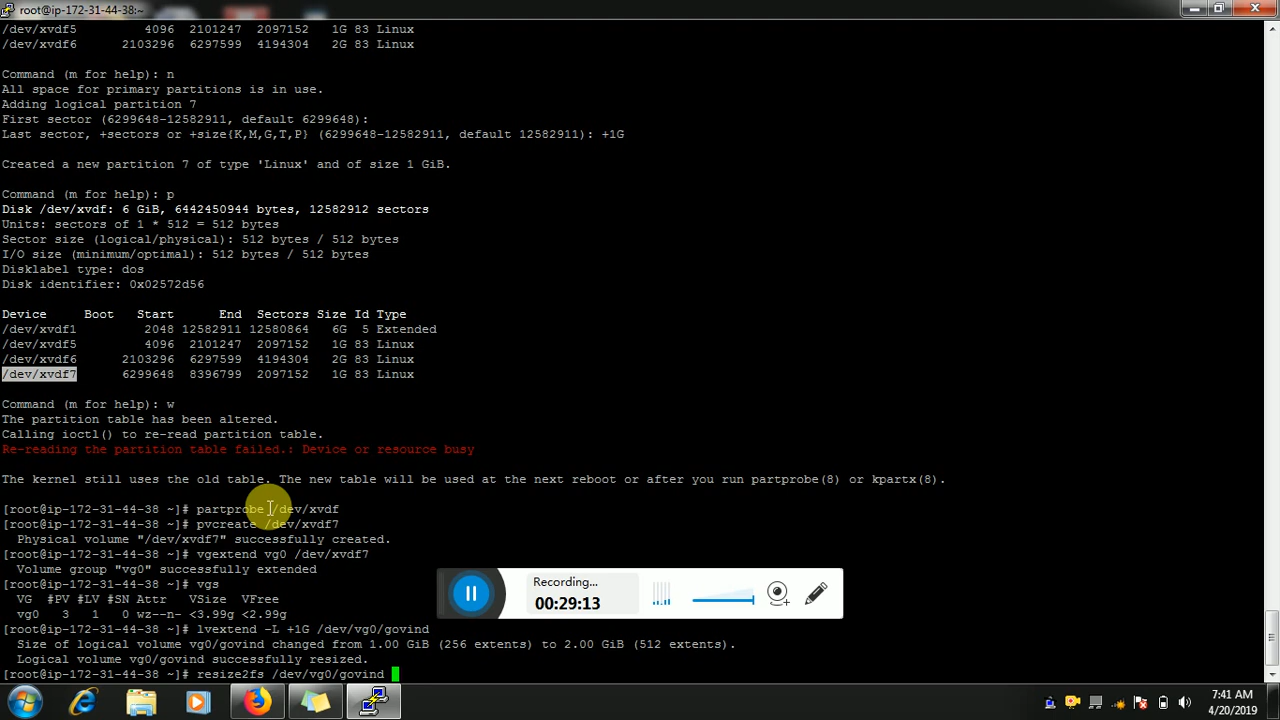 root@ip-172-31-44-38:~
/dev/xvdf5         4096  2101247  2097152   1G 83 Linux
/dev/xvdf6      2103296  6297599  4194304   2G 83 Linux
Command (m for help): n
All space for primary partitions is in use.
Adding logical partition 7
First sector (6299648-12582911, default 6299648):
Last sector, +sectors or +size{K,M,G,T,P} (6299648-12582911, default 12582911): +1G
Created a new partition 7 of type 'Linux' and of size 1 GiB.
Command (m for help): p
Disk /dev/xvdf: 6 GiB, 6442450944 bytes, 12582912 sectors
Units: sectors of 1 * 512 = 512 bytes
Sector size (logical/physical): 512 bytes / 512 bytes
I/O size (minimum/optimal): 512 bytes / 512 bytes
Disklabel type: dos
Disk identifier: 0x02572d56
Device     Boot   Start      End  Sectors Size Id Type
/dev/xvdf1         2048 12582911 12580864   6G  5 Extended
/dev/xvdf5         4096  2101247  2097152   1G 83 Linux
/dev/xvdf6      2103296  6297599  4194304   2G 83 Linux
/dev/xvdf7      6299648  8396799  2097152   1G 83 Linux
Command (m for help): w
The partition table has been altered.
Calling ioctl() to re-read partition table.
Re-reading the partition table failed.: Device or resource busy
The kernel still uses the old table. The new table will be used at the next reboot or after you run partprobe(8) or kpartx(8).
[root@ip-172-31-44-38 ~]# partprobe /dev/xvdf
[root@ip-172-31-44-38 ~]# pvcreate /dev/xvdf7
  Physical volume "/dev/xvdf7" successfully created.
[root@ip-172-31-44-38 ~]# vgextend vg0 /dev/xvdf7
  Volume group "vg0" successfully extended
[root@ip-172-31-44-38 ~]# vgs
  VG  #PV #LV #SN Attr   VSize  VFree
  vg0   3   1   0 wz--n- <3.99g <2.99g
[root@ip-172-31-44-38 ~]# lvextend -L +1G /dev/vg0/govind
  Size of logical volume vg0/govind changed from 1.00 GiB (256 extents) to 2.00 GiB (512 extents).
  Logical volume vg0/govind successfully resized.
[root@ip-172-31-44-38 ~]# resize2fs /dev/vg0/govind
Recording...
00:29:13
7:41 AM
4/20/2019